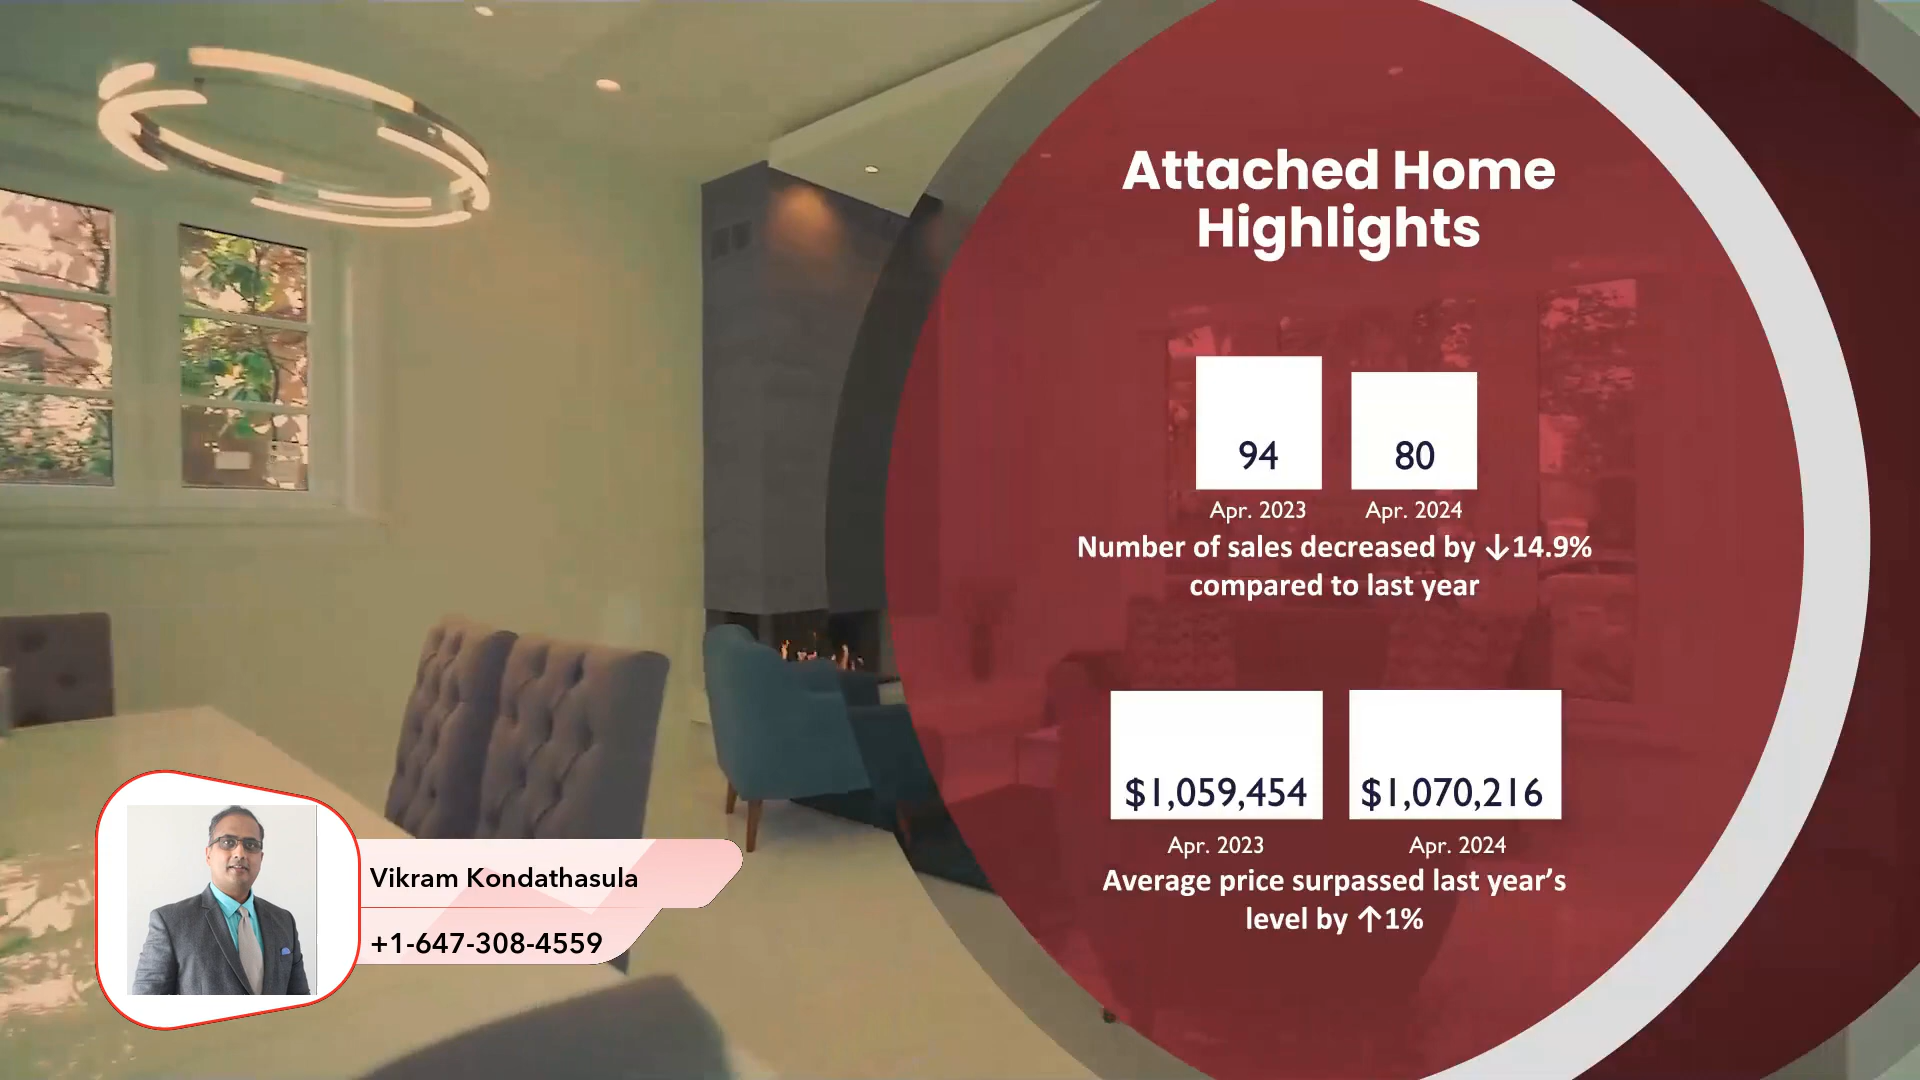 Attached Home
Highlights
94
80
Apr. 2023
Apr. 2024
Number of sales decreased by ↓14.9%
compared to last year
$1,059,454
$1,070,216
Apr. 2023
Apr. 2024
Average price surpassed last year’s
level by ↑1%
Vikram Kondathasula
+1-647-308-4559